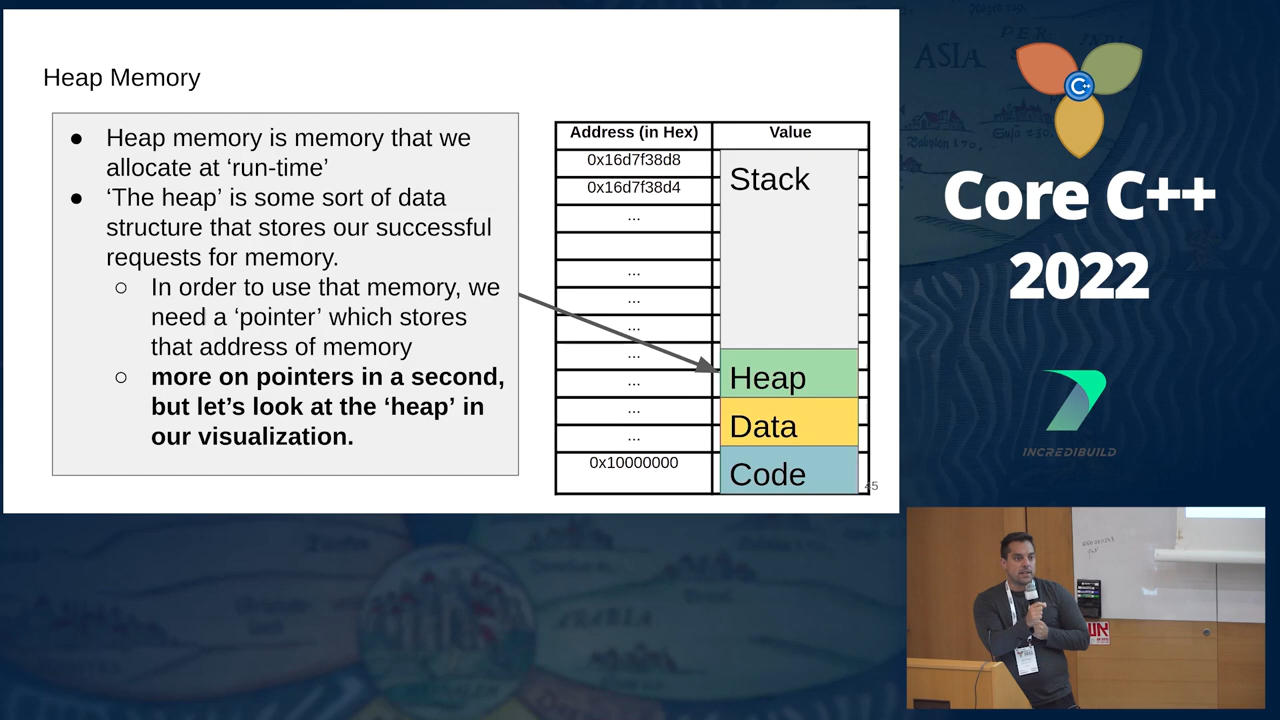 Heap Memory
● Heap memory is memory that we
allocate at ‘run-time’
● ‘The heap’ is some sort of data
structure that stores our successful
requests for memory.
○ In order to use that memory, we
need a ‘pointer’ which stores
that address of memory
○ more on pointers in a second,
but let’s look at the ‘heap’ in
our visualization.
Address (in Hex) Value
0x16d7f38d8
0x16d7f38d4
...
...
...
...
...
...
...
...
0x10000000
Stack
Heap
Data
Code
45
ASIA
C++
Core C++
2022
INCREDIBUILD
ARABIA